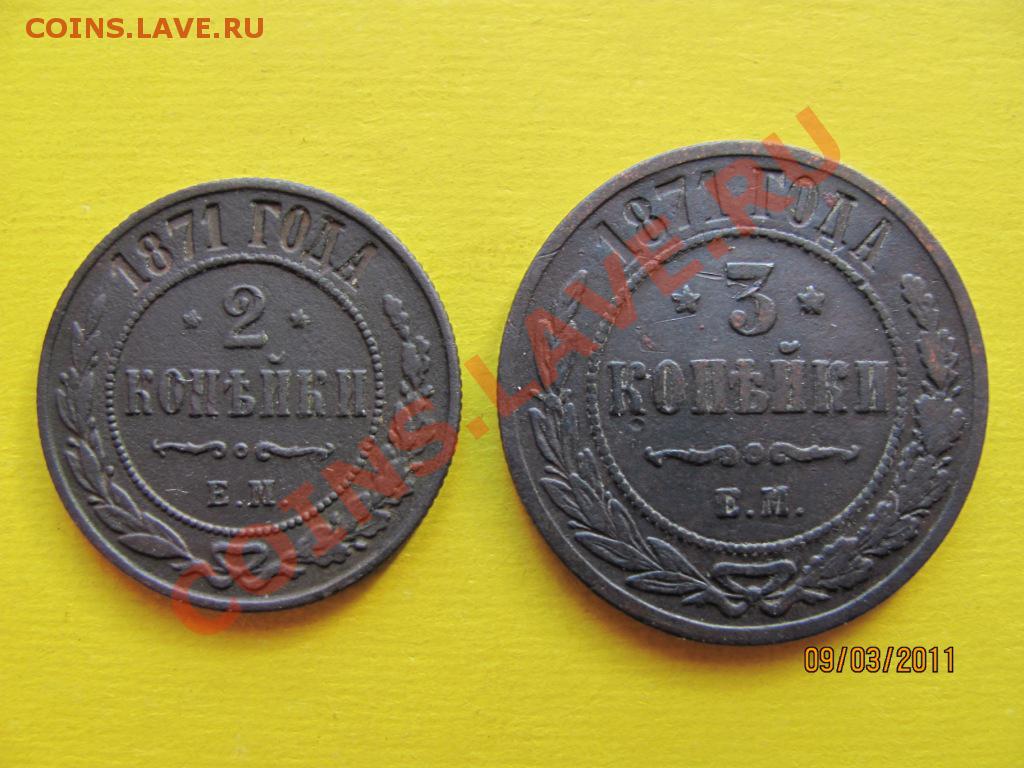 COINS.LAVE.RU
1871 ГОДА
2
КОПѢЙКИ
Е.М.
1871 ГОДА
3
КОПѢЙКИ
Е.М.
COINS.LAVE.RU
09/03/2011